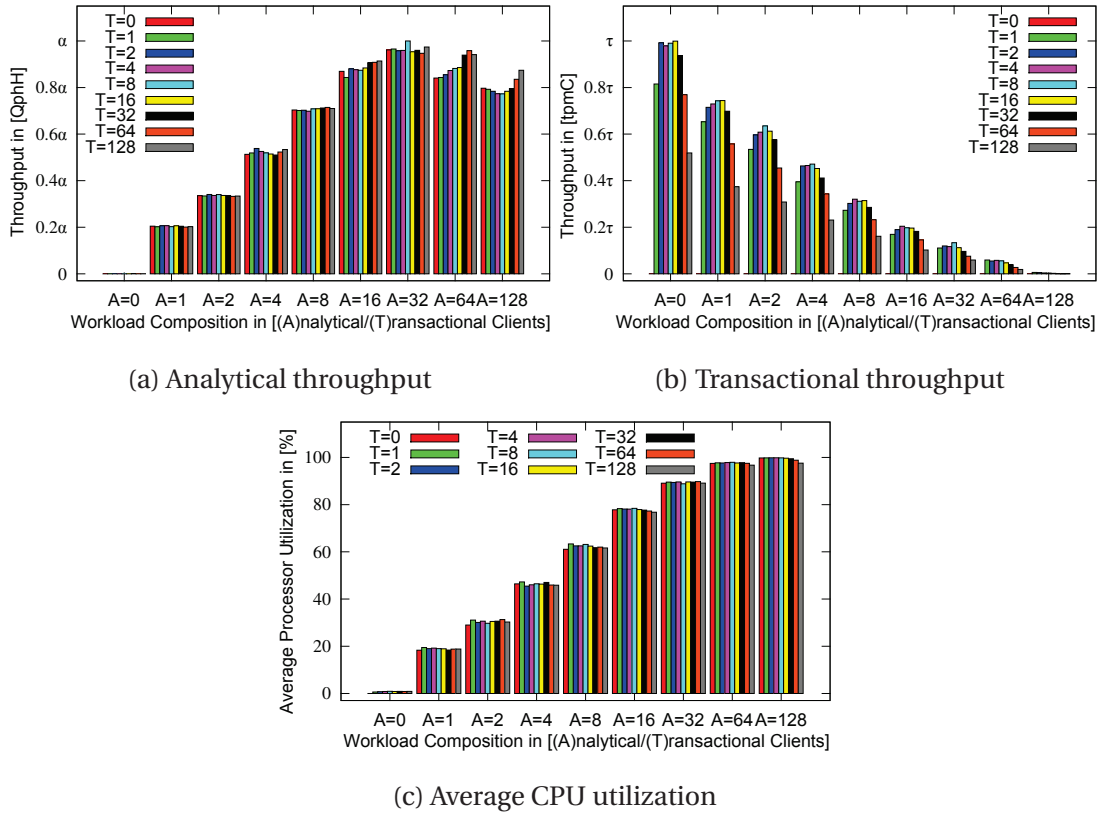 T=0
T=1
T=2
T=4
T=8
T=16
T=32
T=64
T=128
α
0.8α
0.6α
0.4α
0.2α
0
Throughput in [QphH]
A=0 A=1 A=2 A=4 A=8 A=16 A=32 A=64 A=128
Workload Composition in [(A)nalytical/(T)ransactional Clients]
(a) Analytical throughput
T=0
T=1
T=2
T=4
T=8
T=16
T=32
T=64
T=128
τ
0.8τ
0.6τ
0.4τ
0.2τ
0
Throughput in [tpmC]
A=0 A=1 A=2 A=4 A=8 A=16 A=32 A=64 A=128
Workload Composition in [(A)nalytical/(T)ransactional Clients]
(b) Transactional throughput
T=0 T=4 T=32
T=1 T=8 T=64
T=2 T=16 T=128
100
80
60
40
20
0
Average Processor Utilization in [%]
A=0 A=1 A=2 A=4 A=8 A=16 A=32 A=64 A=128
Workload Composition in [(A)nalytical/(T)ransactional Clients]
(c) Average CPU utilization